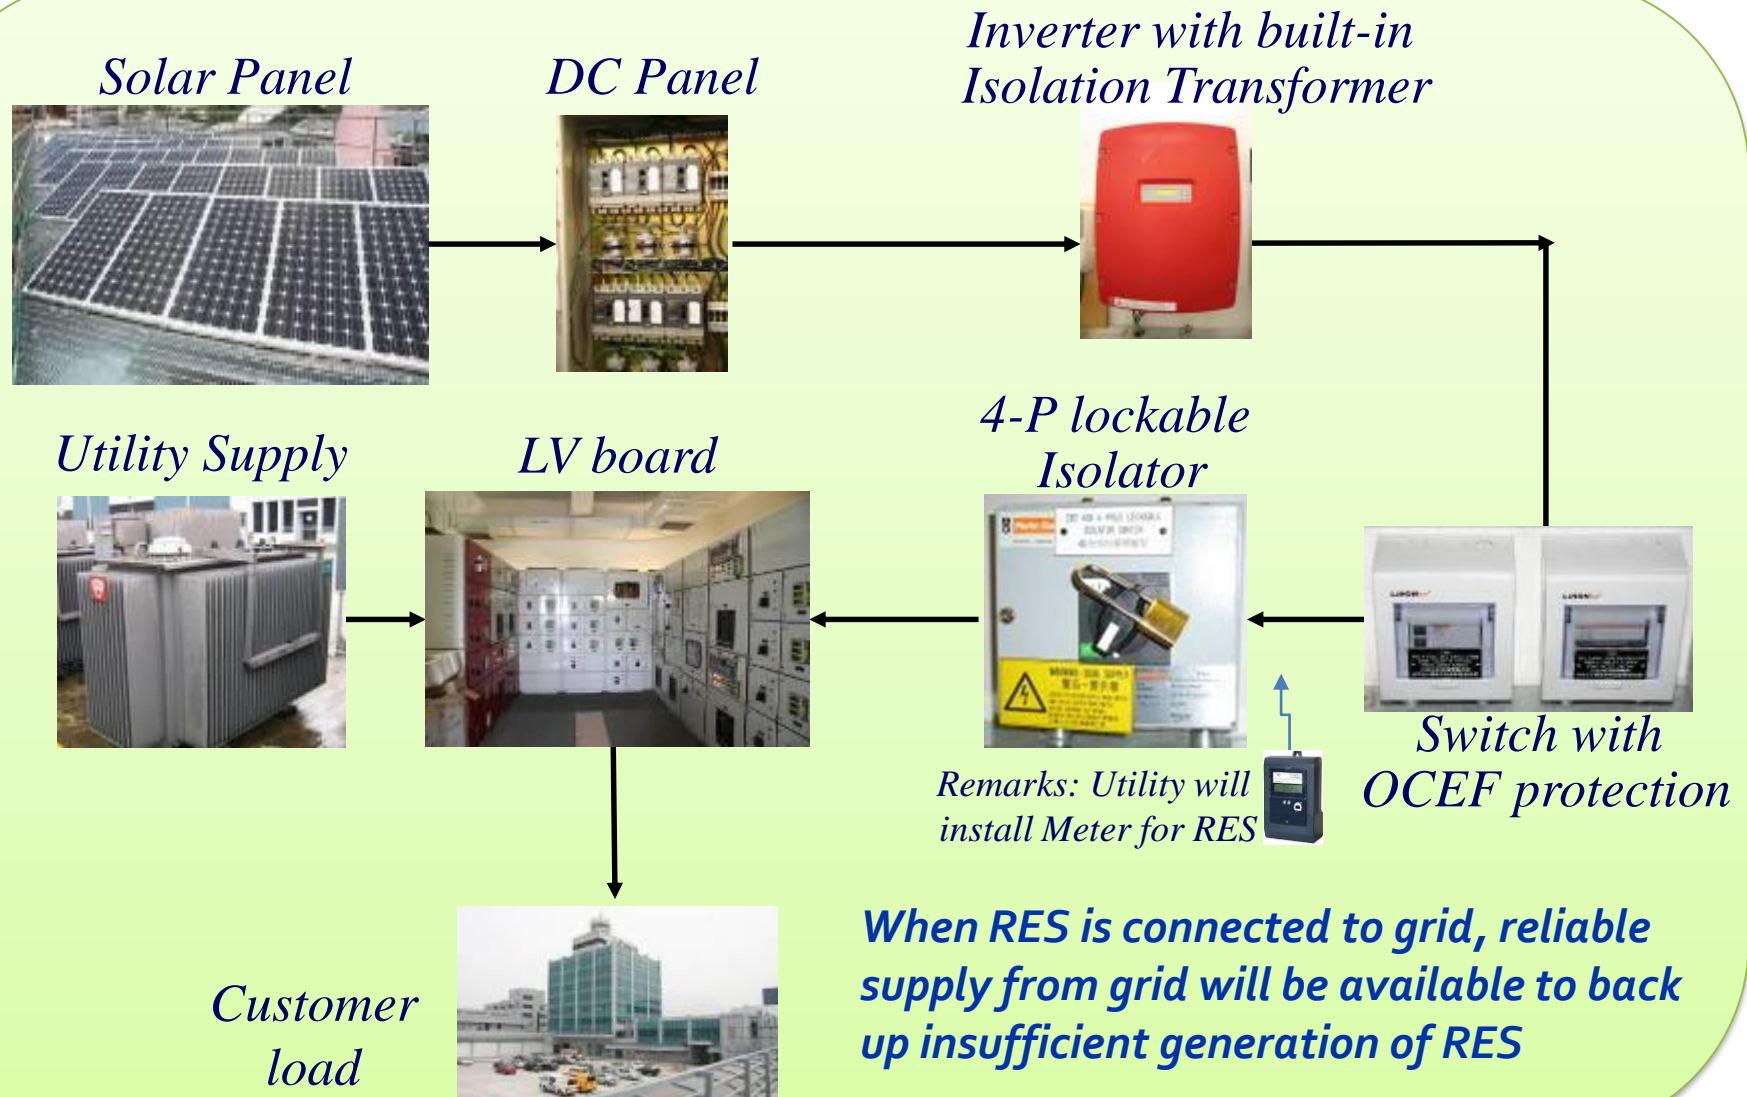 Solar Panel
DC Panel
Inverter with built-in
Isolation Transformer
Utility Supply
LV board
4-P lockable
Isolator
Switch with
OCEF protection
Remarks: Utility will
install Meter for RES
Customer
load
When RES is connected to grid, reliable
supply from grid will be available to back
up insufficient generation of RES